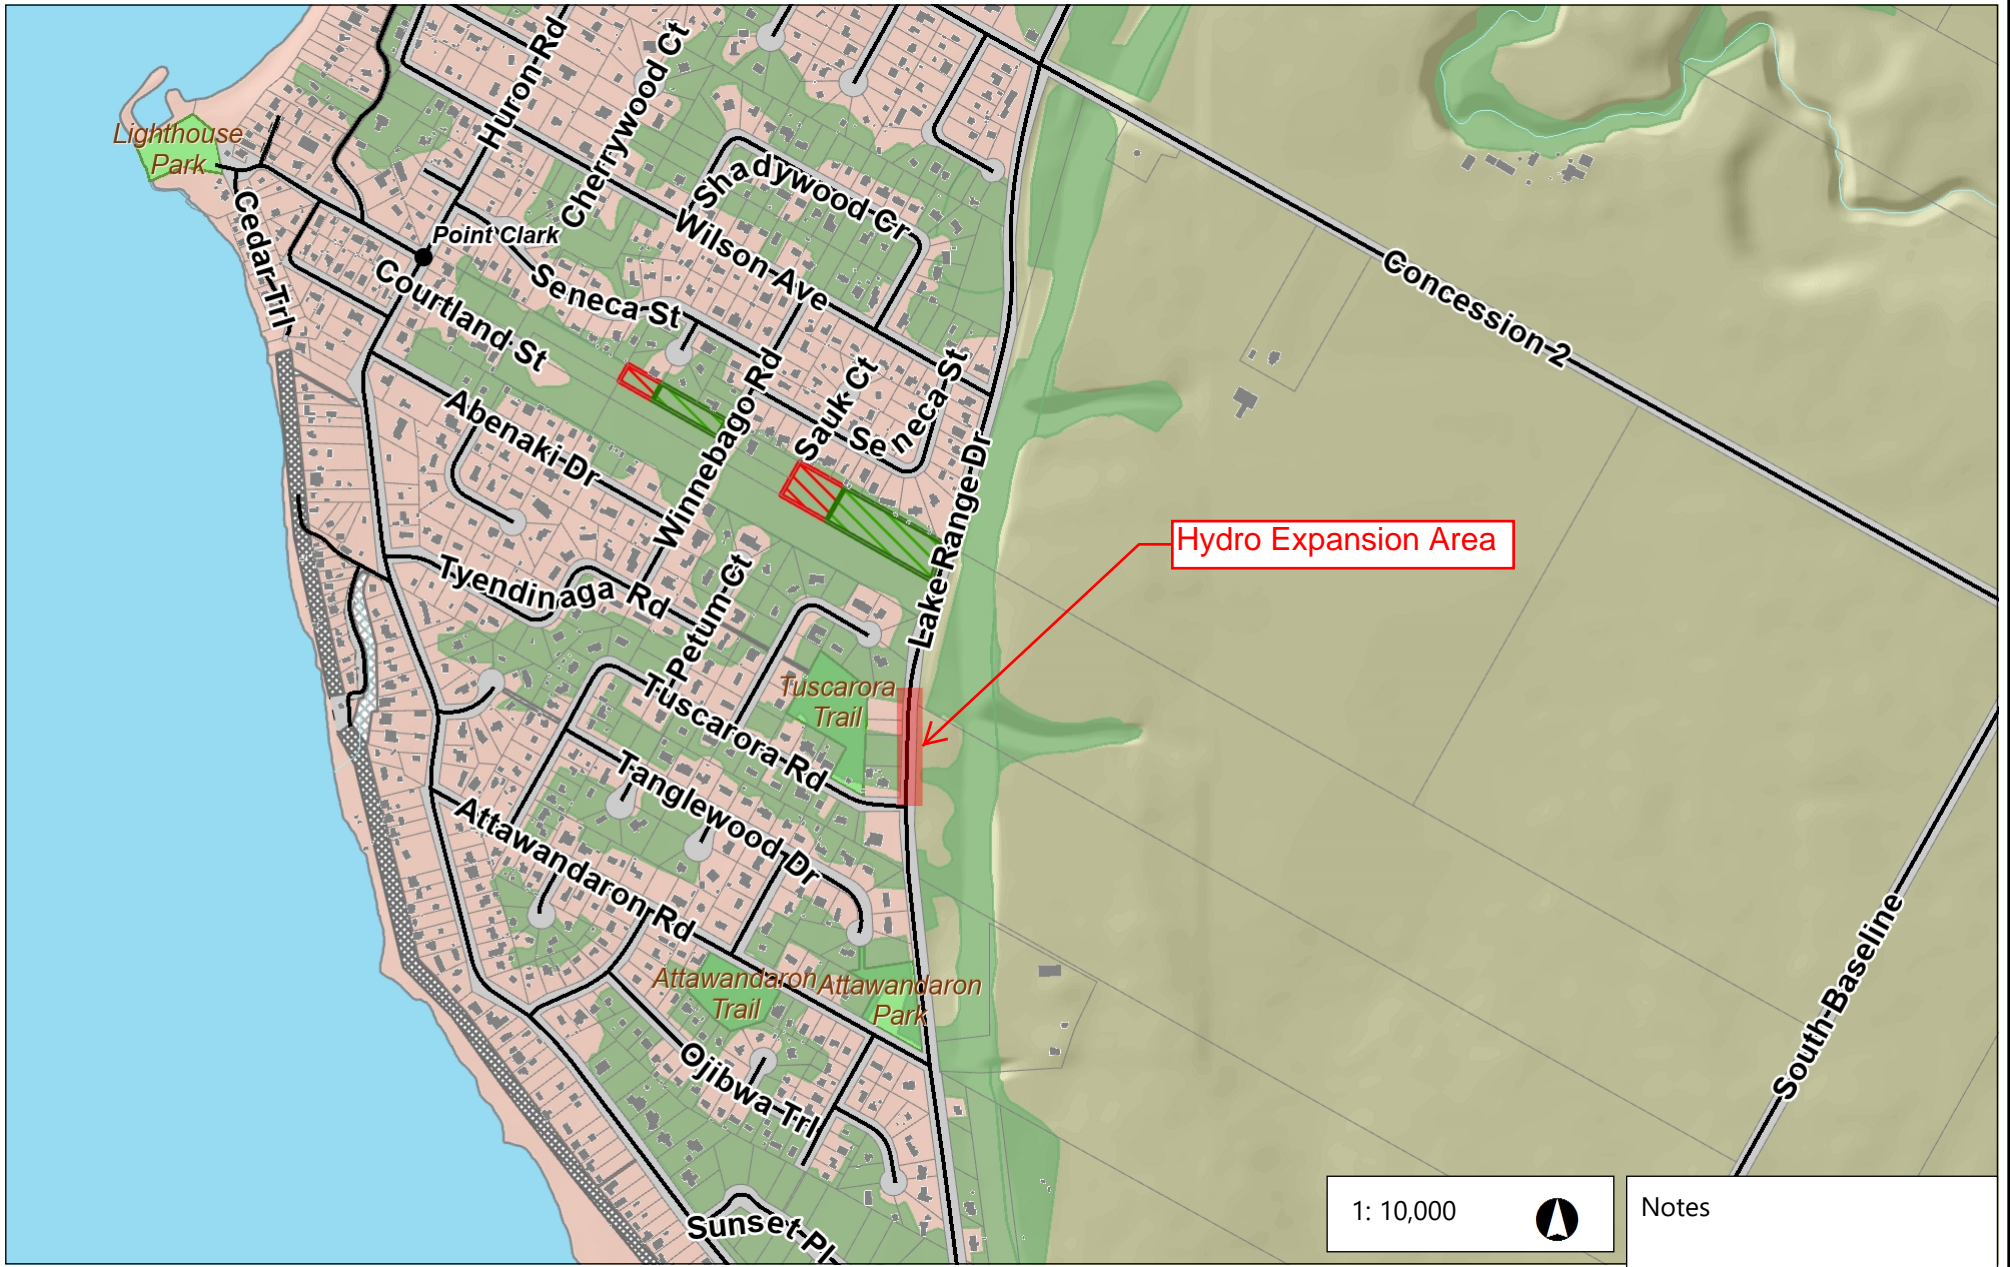 Huron Rd
Cherrywood Ct
Lighthouse
Park
Shadywood Cr
Cedar Trl
Point Clark
Wilson Ave
Concession 2
Courtland St
Seneca St
Sauk Ct
Seneca St
Winnebago Rd
Abenaki Dr
Lake Range Dr
Hydro Expansion Area
Tyendinaga Rd
Petum Ct
Tuscarora
Trail
Tuscarora Rd
Tanglewood Dr
Attawandaron Rd
South Baseline
Attawandaron
Trail
Attawandaron
Park
Ojibwa Trl
Sunset Pl
1: 10,000
Notes